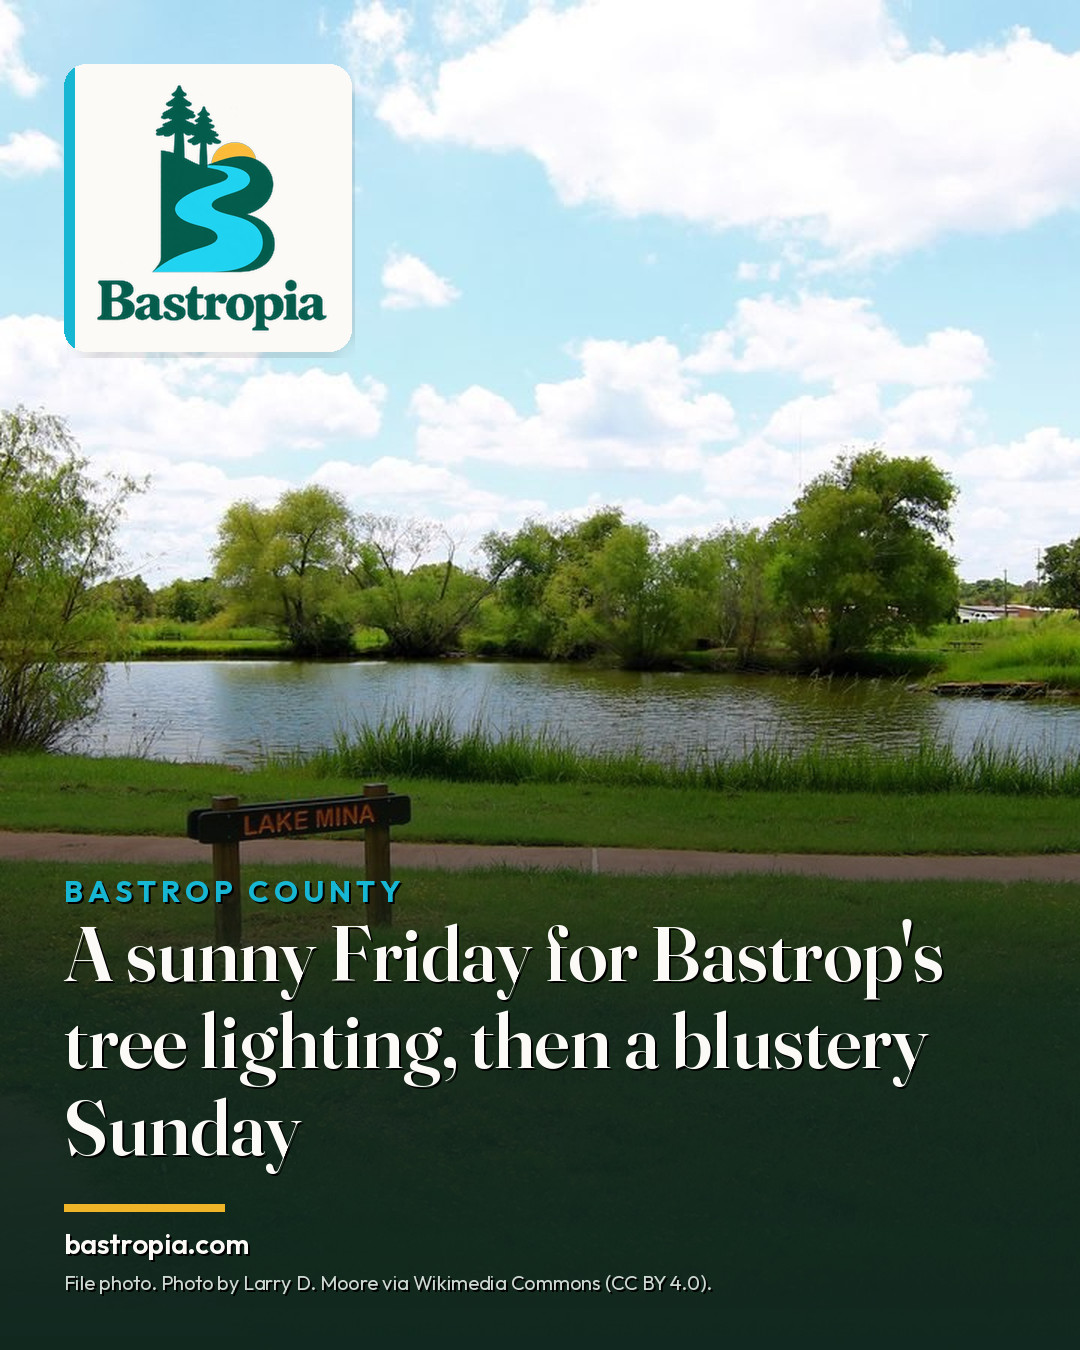 Bastropia
LAKE MINA
BASTROP COUNTY
A sunny Friday for Bastrop's
tree lighting, then a blustery
Sunday
bastropia.com
File photo. Photo by Larry D. Moore via Wikimedia Commons (CC BY 4.0).